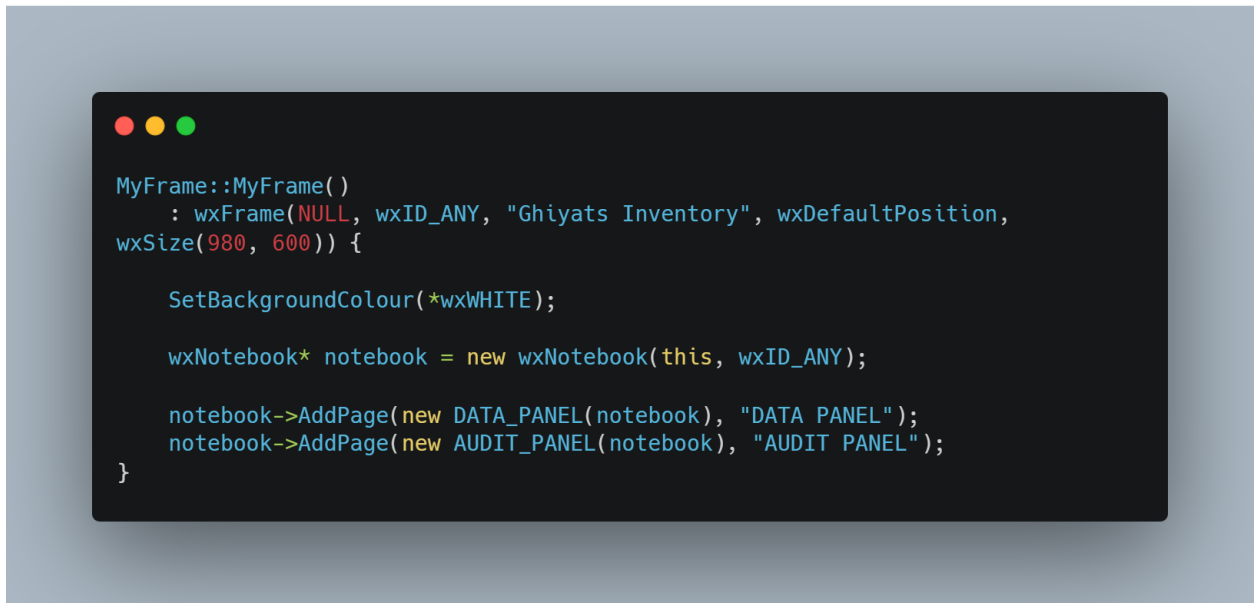 MyFrame::MyFrame()
    : wxFrame(NULL, wxID_ANY, "Ghiyats Inventory", wxDefaultPosition,
wxSize(980, 600)) {
    SetBackgroundColour(*wxWHITE);
    wxNotebook* notebook = new wxNotebook(this, wxID_ANY);
    notebook->AddPage(new DATA_PANEL(notebook), "DATA PANEL");
    notebook->AddPage(new AUDIT_PANEL(notebook), "AUDIT PANEL");
}